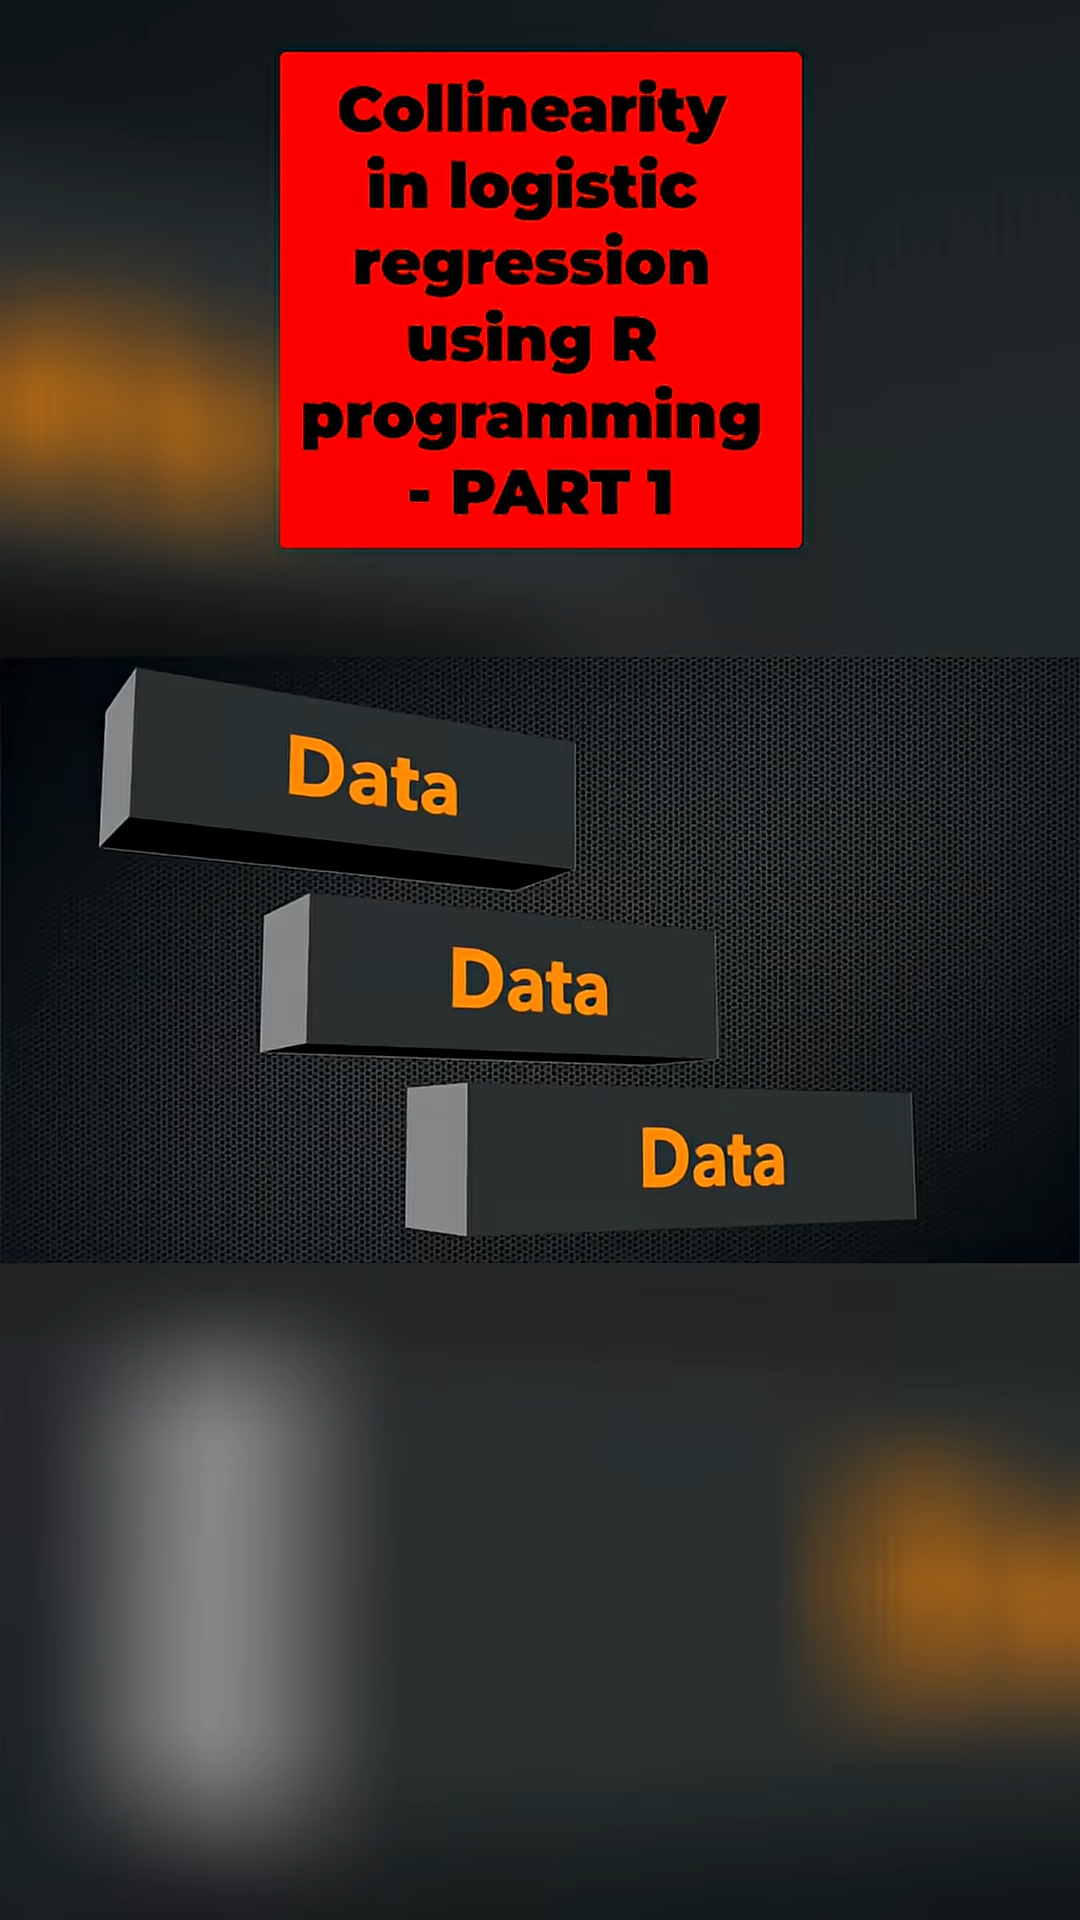 Collinearity
in logistic
regression
using R
programming
- PART 1
Data
Data
Data